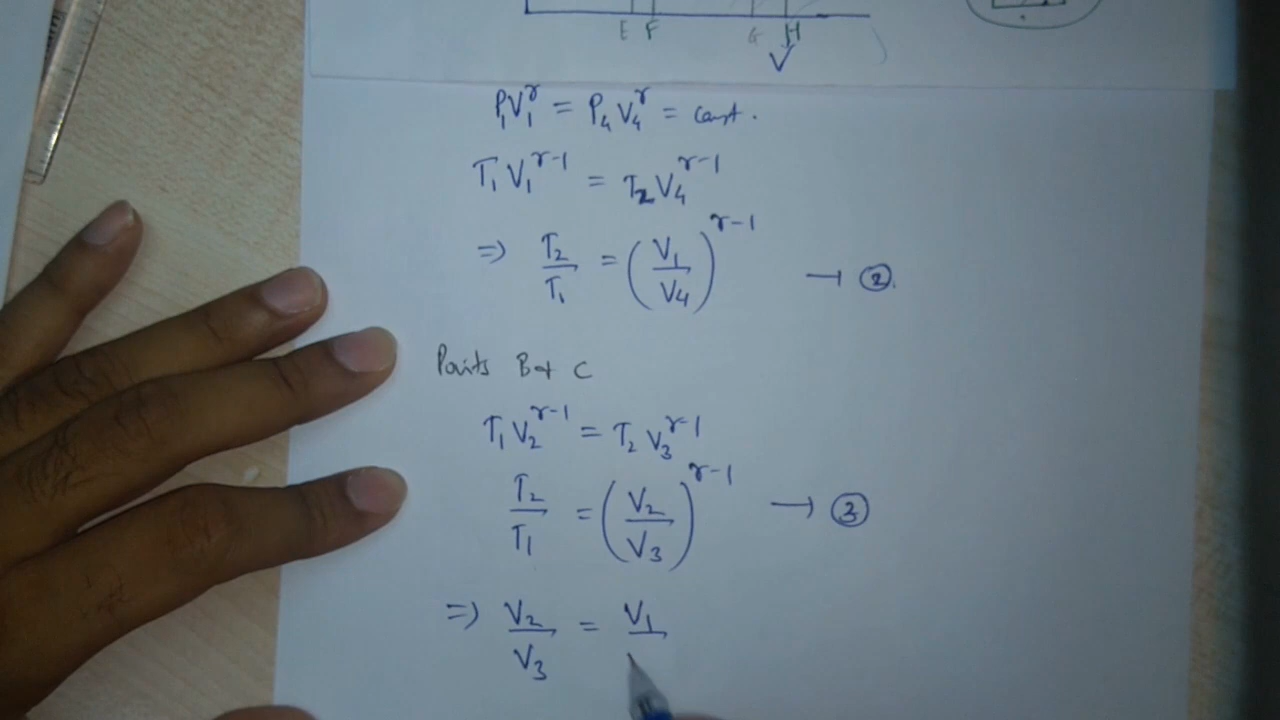 E F G H
V
P₁V₁^γ = P₄V₄^γ = const.
T₁V₁^γ-1 = T₂V₄^γ-1
⇒ T₂/T₁ = (V₁/V₄)^γ-1 → ②.
Points B & C
T₁V₂^γ-1 = T₂V₃^γ-1
T₂/T₁ = (V₂/V₃)^γ-1 → ③
⇒ V₂/V₃ = V₁/